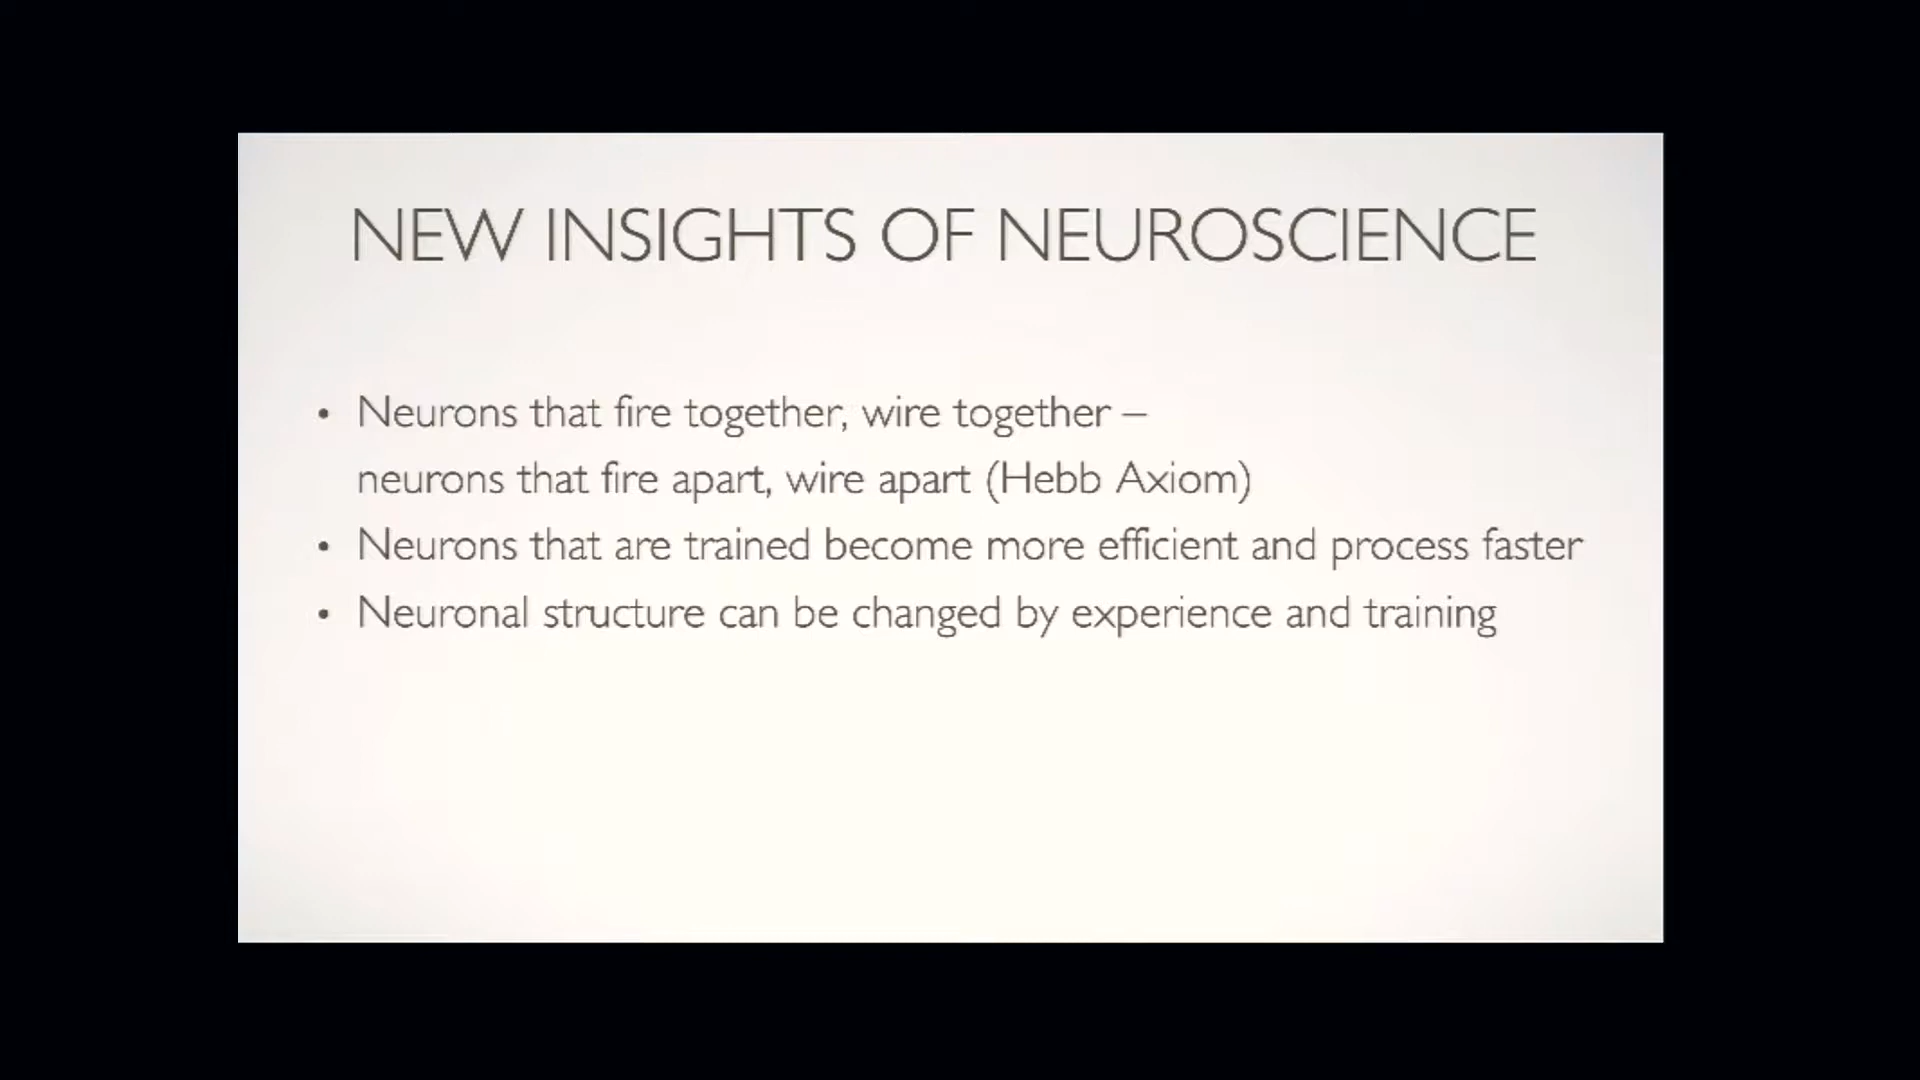 NEW INSIGHTS OF NEUROSCIENCE
• Neurons that fire together, wire together –
neurons that fire apart, wire apart (Hebb Axiom)
• Neurons that are trained become more efficient and process faster
• Neuronal structure can be changed by experience and training